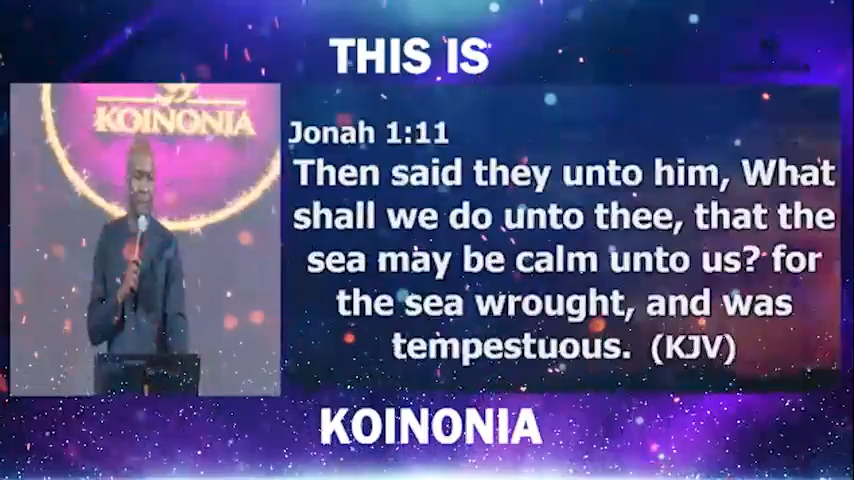 THIS IS
KOINONIA
Jonah 1:11
Then said they unto him, What
shall we do unto thee, that the
sea may be calm unto us? for
the sea wrought, and was
tempestuous. (KJV)
KOINONIA